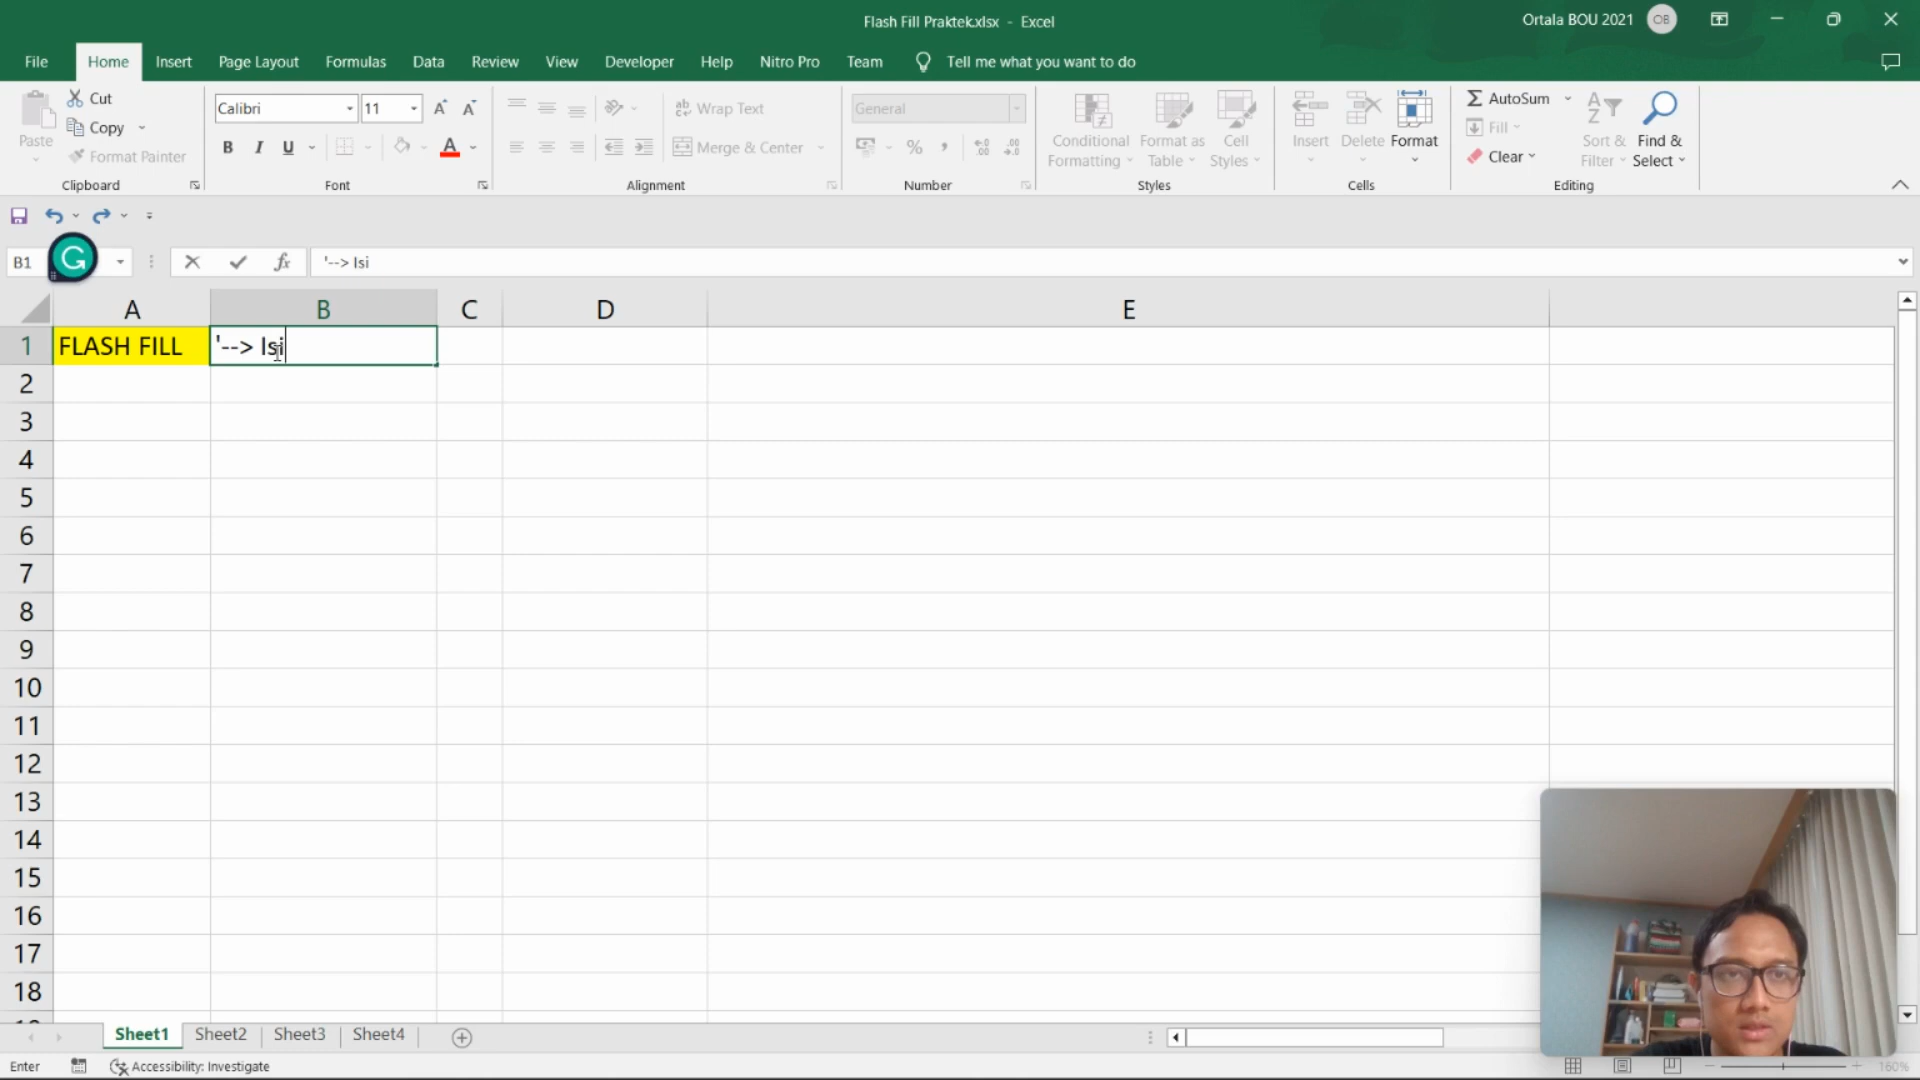 Flash Fill Praktek.xlsx - Excel
Ortala BOU 2021 OB
File Home Insert Page Layout Formulas Data Review View Developer Help Nitro Pro Team Tell me what you want to do
Paste
Cut
Copy
Format Painter
Clipboard
Calibri 11
B I U A
Font
Wrap Text
Merge & Center
Alignment
General
Number
Conditional Formatting
Format as Table
Cell Styles
Styles
Insert
Delete
Format
Cells
AutoSum
Fill
Clear
Sort & Filter
Find & Select
Editing
B1 '--> Isi
A B C D E
1 FLASH FILL '--> Isi
2
3
4
5
6
7
8
9
10
11
12
13
14
15
16
17
18
Sheet1 Sheet2 Sheet3 Sheet4
Enter Accessibility: Investigate 160%